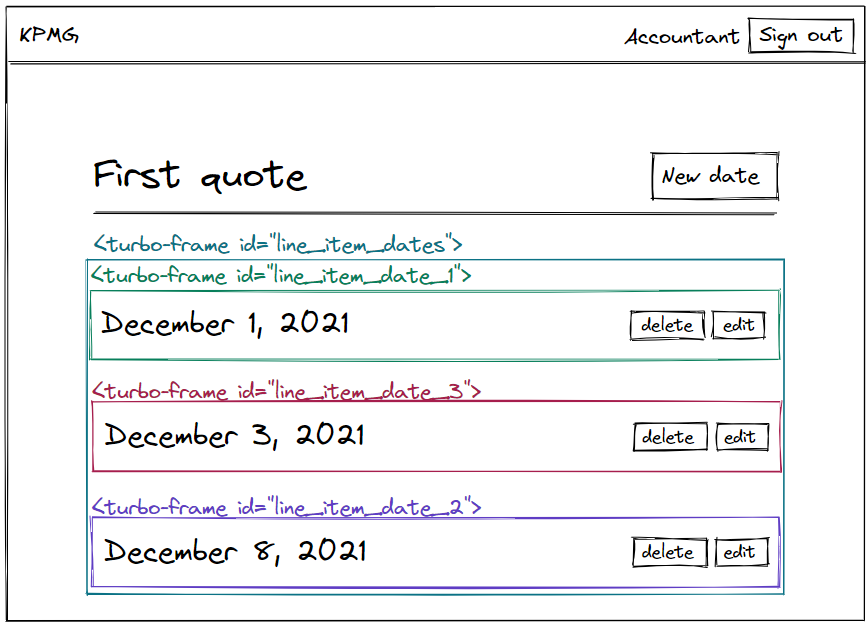 KPMG
Accountant Sign out
First quote New date
<turbo-frame id="line_item_dates">
<turbo-frame id="line_item_date_1">
December 1, 2021 delete edit
<turbo-frame id="line_item_date_3">
December 3, 2021 delete edit
<turbo-frame id="line_item_date_2">
December 8, 2021 delete edit